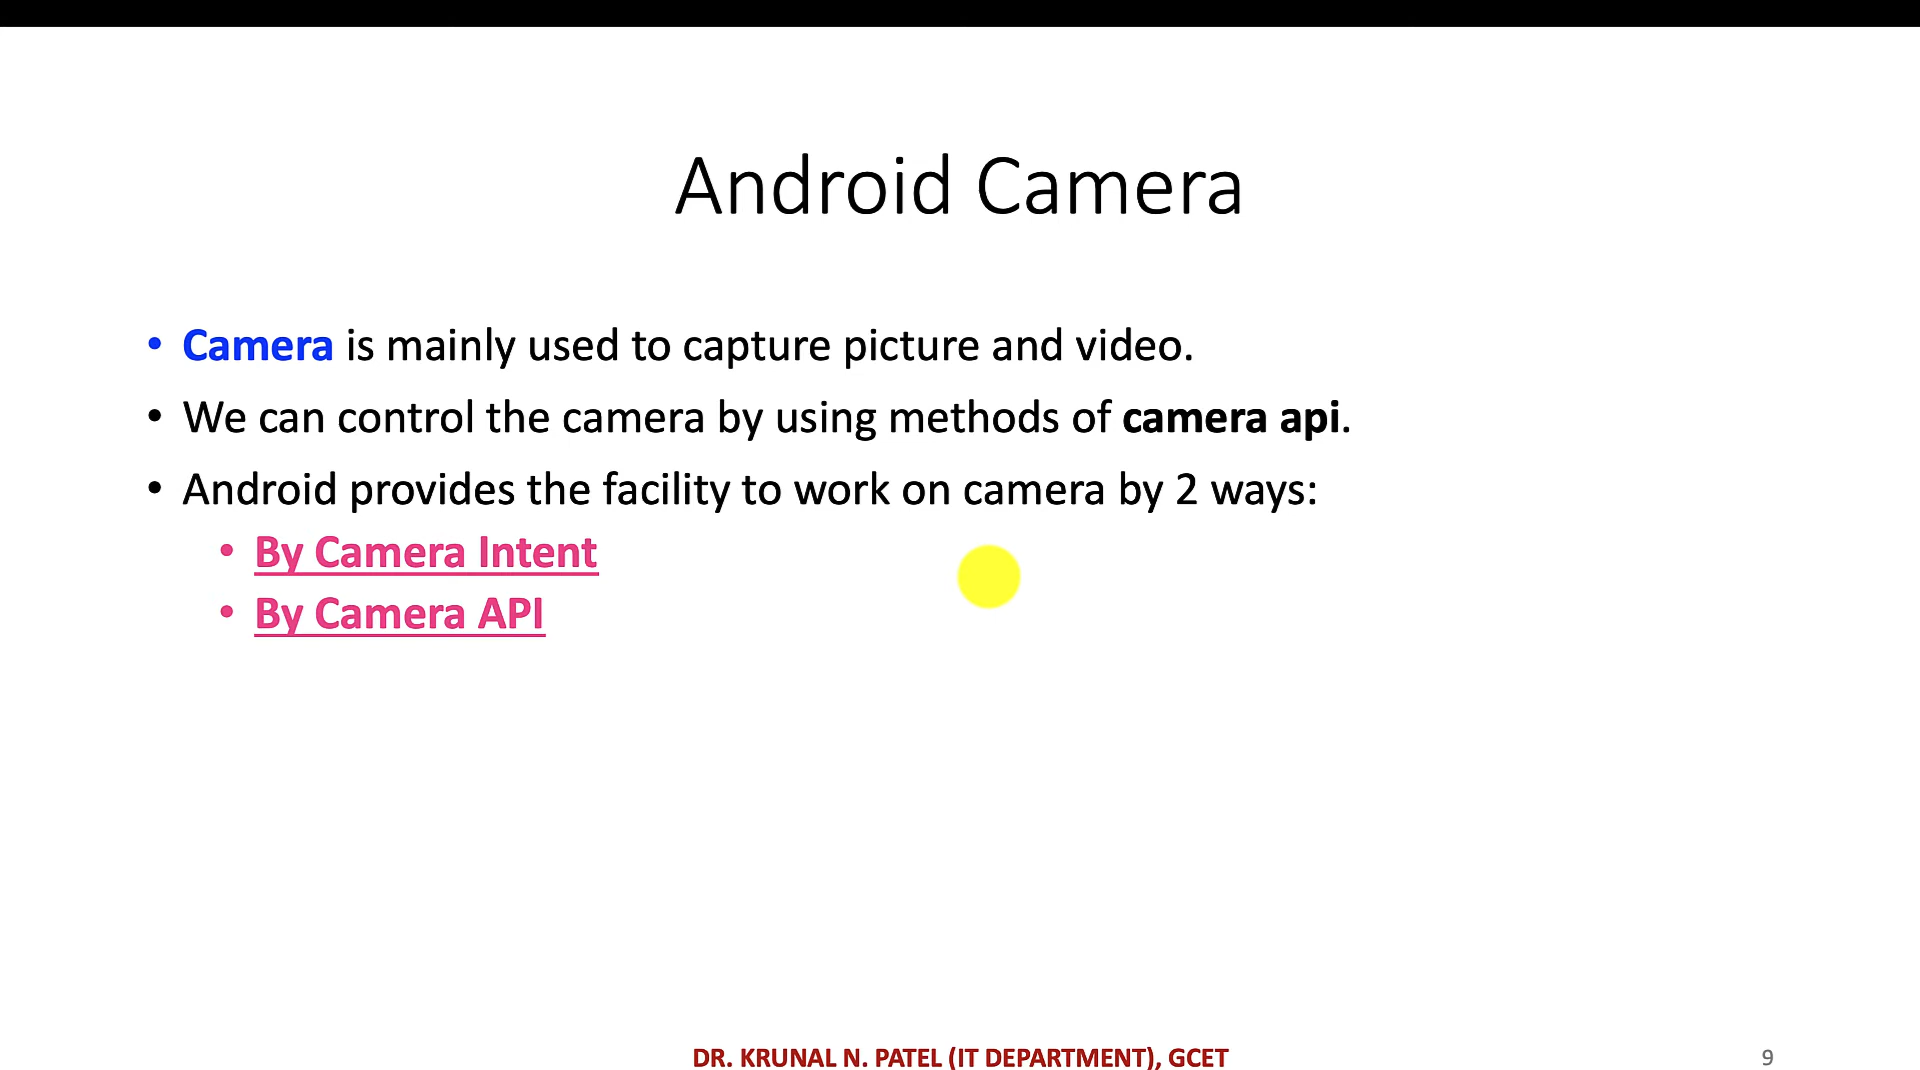 Android Camera
• Camera is mainly used to capture picture and video.
• We can control the camera by using methods of camera api.
• Android provides the facility to work on camera by 2 ways:
• By Camera Intent
• By Camera API
DR. KRUNAL N. PATEL (IT DEPARTMENT), GCET
9